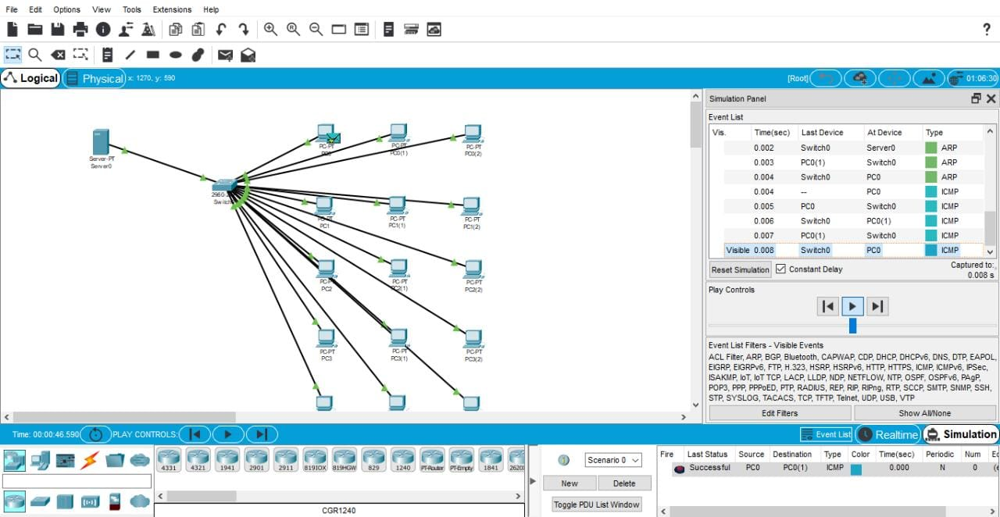 File Edit Options View Tools Extensions Help
Logical Physical x: 1270, y: 590 [Root] 01:06:30
Server-PT
Server0
PC-PT
PC-PT
PC0(1)
PC-PT
PC0(2)
PC-PT
PC1
PC-PT
PC1(1)
PC-PT
PC1(2)
PC-PT
PC2
PC-PT
PC2(1)
PC-PT
PC2(2)
PC-PT
PC3
PC-PT
PC3(1)
PC-PT
PC3(2)
Simulation Panel
Event List
Vis. Time(sec) Last Device At Device Type
0.002 Switch0 Server0 ARP
0.003 PC0(1) Switch0 ARP
0.004 Switch0 PC0 ARP
0.004 -- PC0 ICMP
0.005 PC0 Switch0 ICMP
0.006 Switch0 PC0(1) ICMP
0.007 PC0(1) Switch0 ICMP
Visible 0.008 Switch0 PC0 ICMP
Reset Simulation Constant Delay
Captured to:
0.008 s
Play Controls
Event List Filters - Visible Events
ACL Filter, ARP, BGP, Bluetooth, CAPWAP, CDP, DHCP, DHCPv6, DNS, DTP, EAPOL,
EIGRP, EIGRPv6, FTP, H.323, HSRP, HSRPv6, HTTP, HTTPS, ICMP, ICMPv6, IPSec,
ISAKMP, IoT, IoT TCP, LACP, LLDP, NDP, NETFLOW, NTP, OSPF, OSPFv6, PAgP,
POP3, PPP, PPPoED, PTP, RADIUS, REP, RIP, RIPng, RTP, SCCP, SMTP, SNMP, SSH,
STP, SYSLOG, TACACS, TCP, TFTP, Telnet, UDP, USB, VTP
Edit Filters Show All/None
Time: 00:00:46.590 PLAY CONTROLS: Event List Realtime Simulation
4331 4321 1941 2901 2911 819IOX 819HGW 829 1240 PT-Router PT-Empty 1841
CGR1240
Scenario 0
New Delete
Toggle PDU List Window
Fire Last Status Source Destination Type Color Time(sec) Periodic Num
Successful PC0 PC0(1) ICMP 0.000 N 0